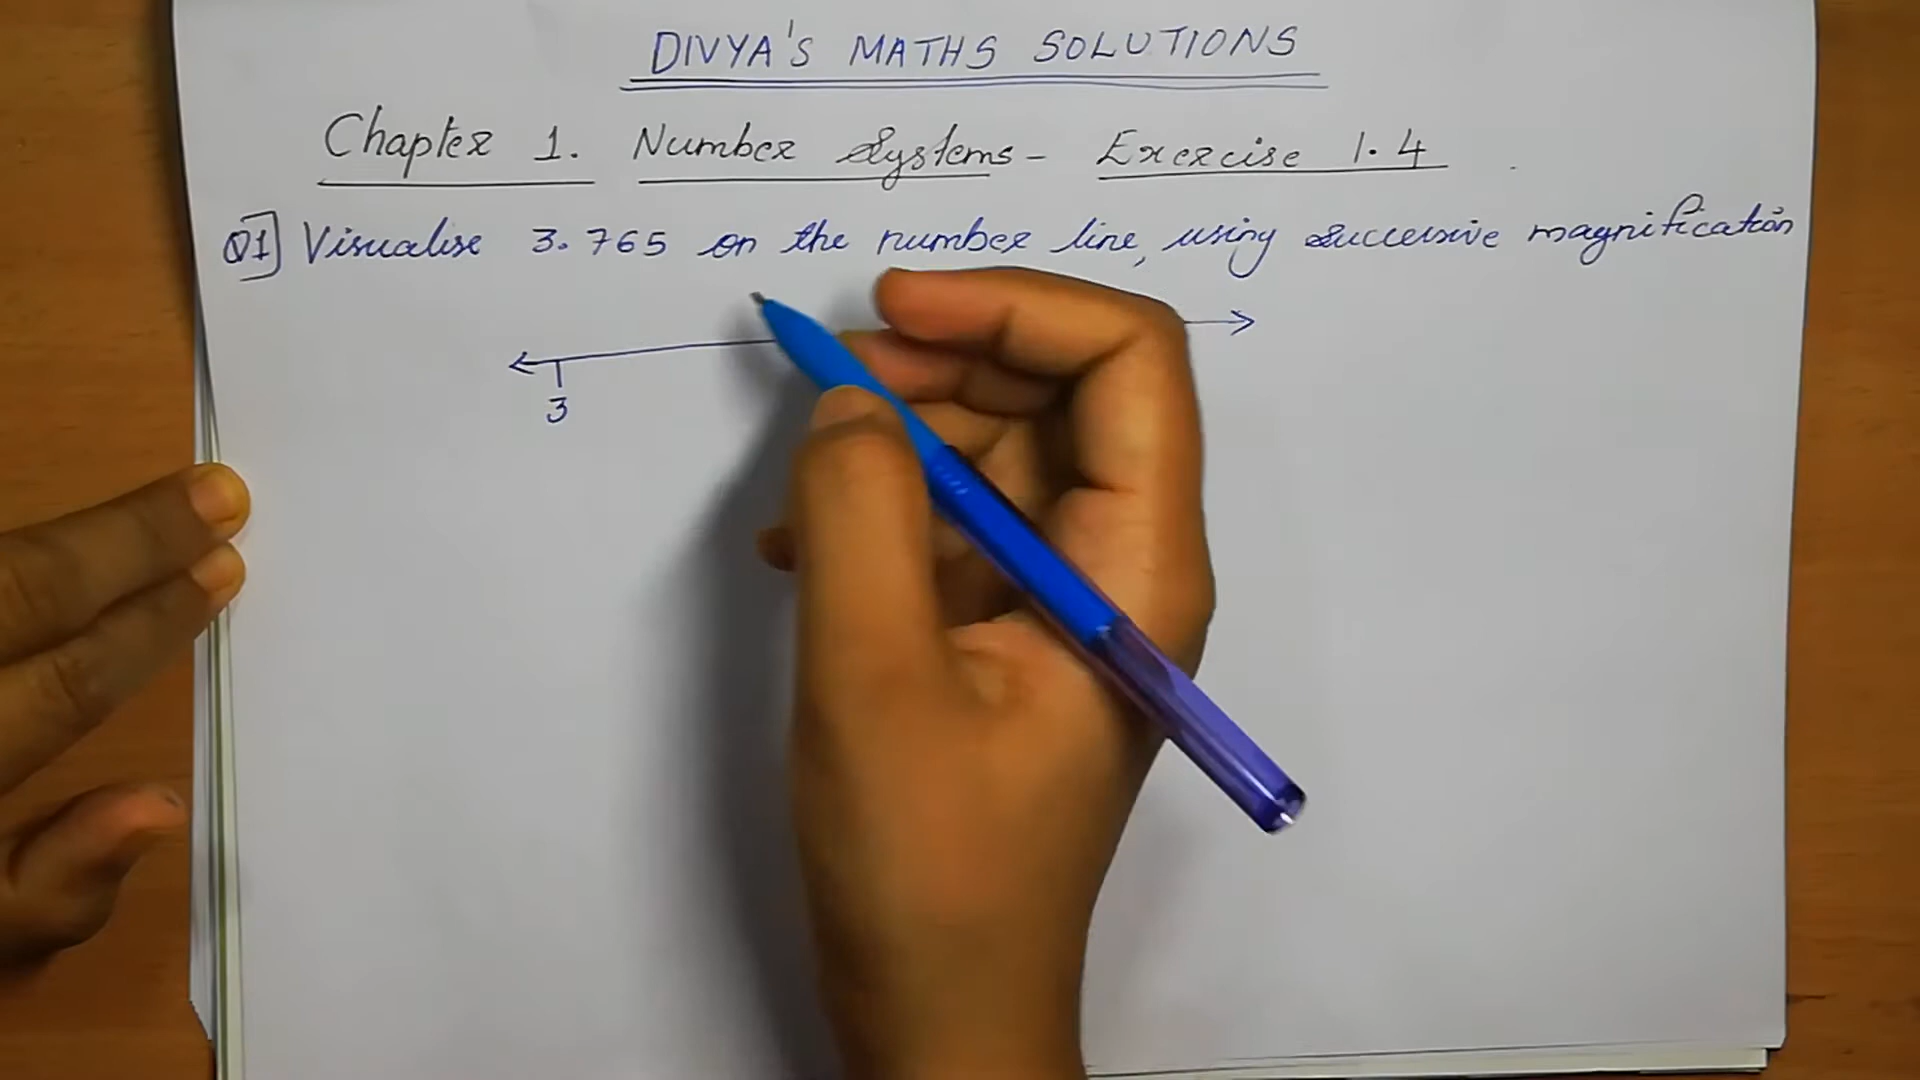 DIVYA'S MATHS SOLUTIONS
Chapter 1. Number Systems - Exercise 1.4
Q1] Visualise 3.765 on the number line, using successive magnification
3